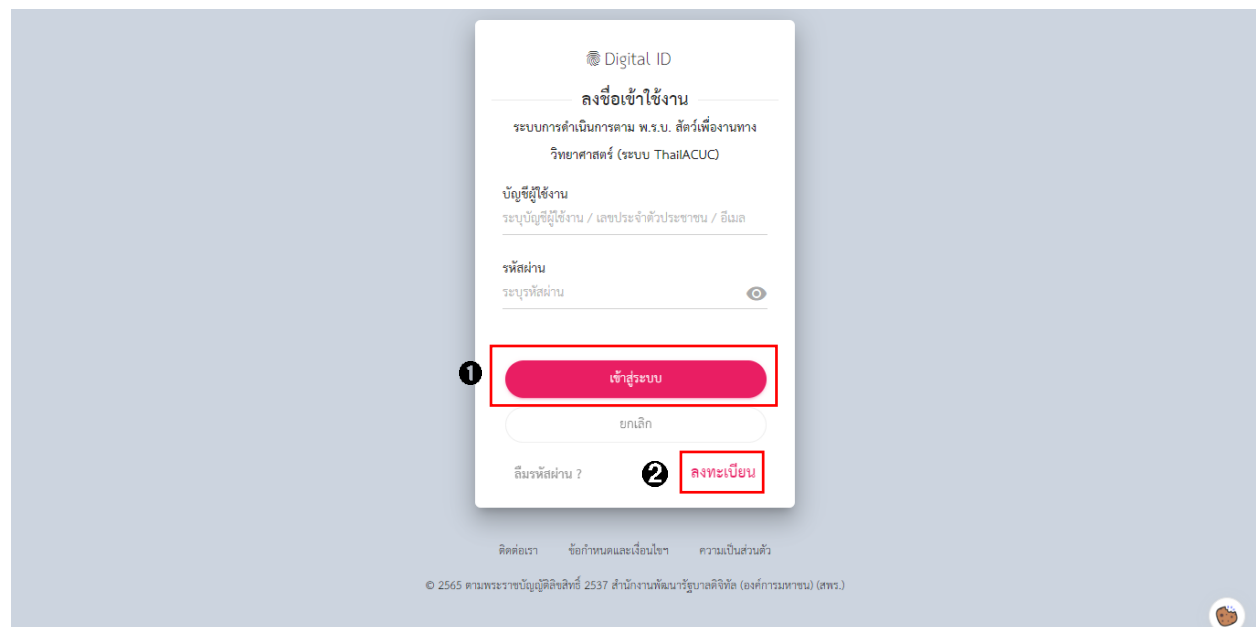 Digital ID
ลงชื่อเข้าใช้งาน
ระบบการดำเนินการตาม พ.ร.บ. สัตว์เพื่องานทาง
วิทยาศาสตร์ (ระบบ ThaiIACUC)
บัญชีผู้ใช้งาน
ระบุบัญชีผู้ใช้งาน / เลขประจำตัวประชาชน / อีเมล
รหัสผ่าน
ระบุรหัสผ่าน
❶ เข้าสู่ระบบ
ยกเลิก
ลืมรหัสผ่าน ? ❷ ลงทะเบียน
ติดต่อเรา ข้อกำหนดและเงื่อนไขฯ ความเป็นส่วนตัว
© 2565 ตามพระราชบัญญัติลิขสิทธิ์ 2537 สำนักงานพัฒนารัฐบาลดิจิทัล (องค์การมหาชน) (สพร.)